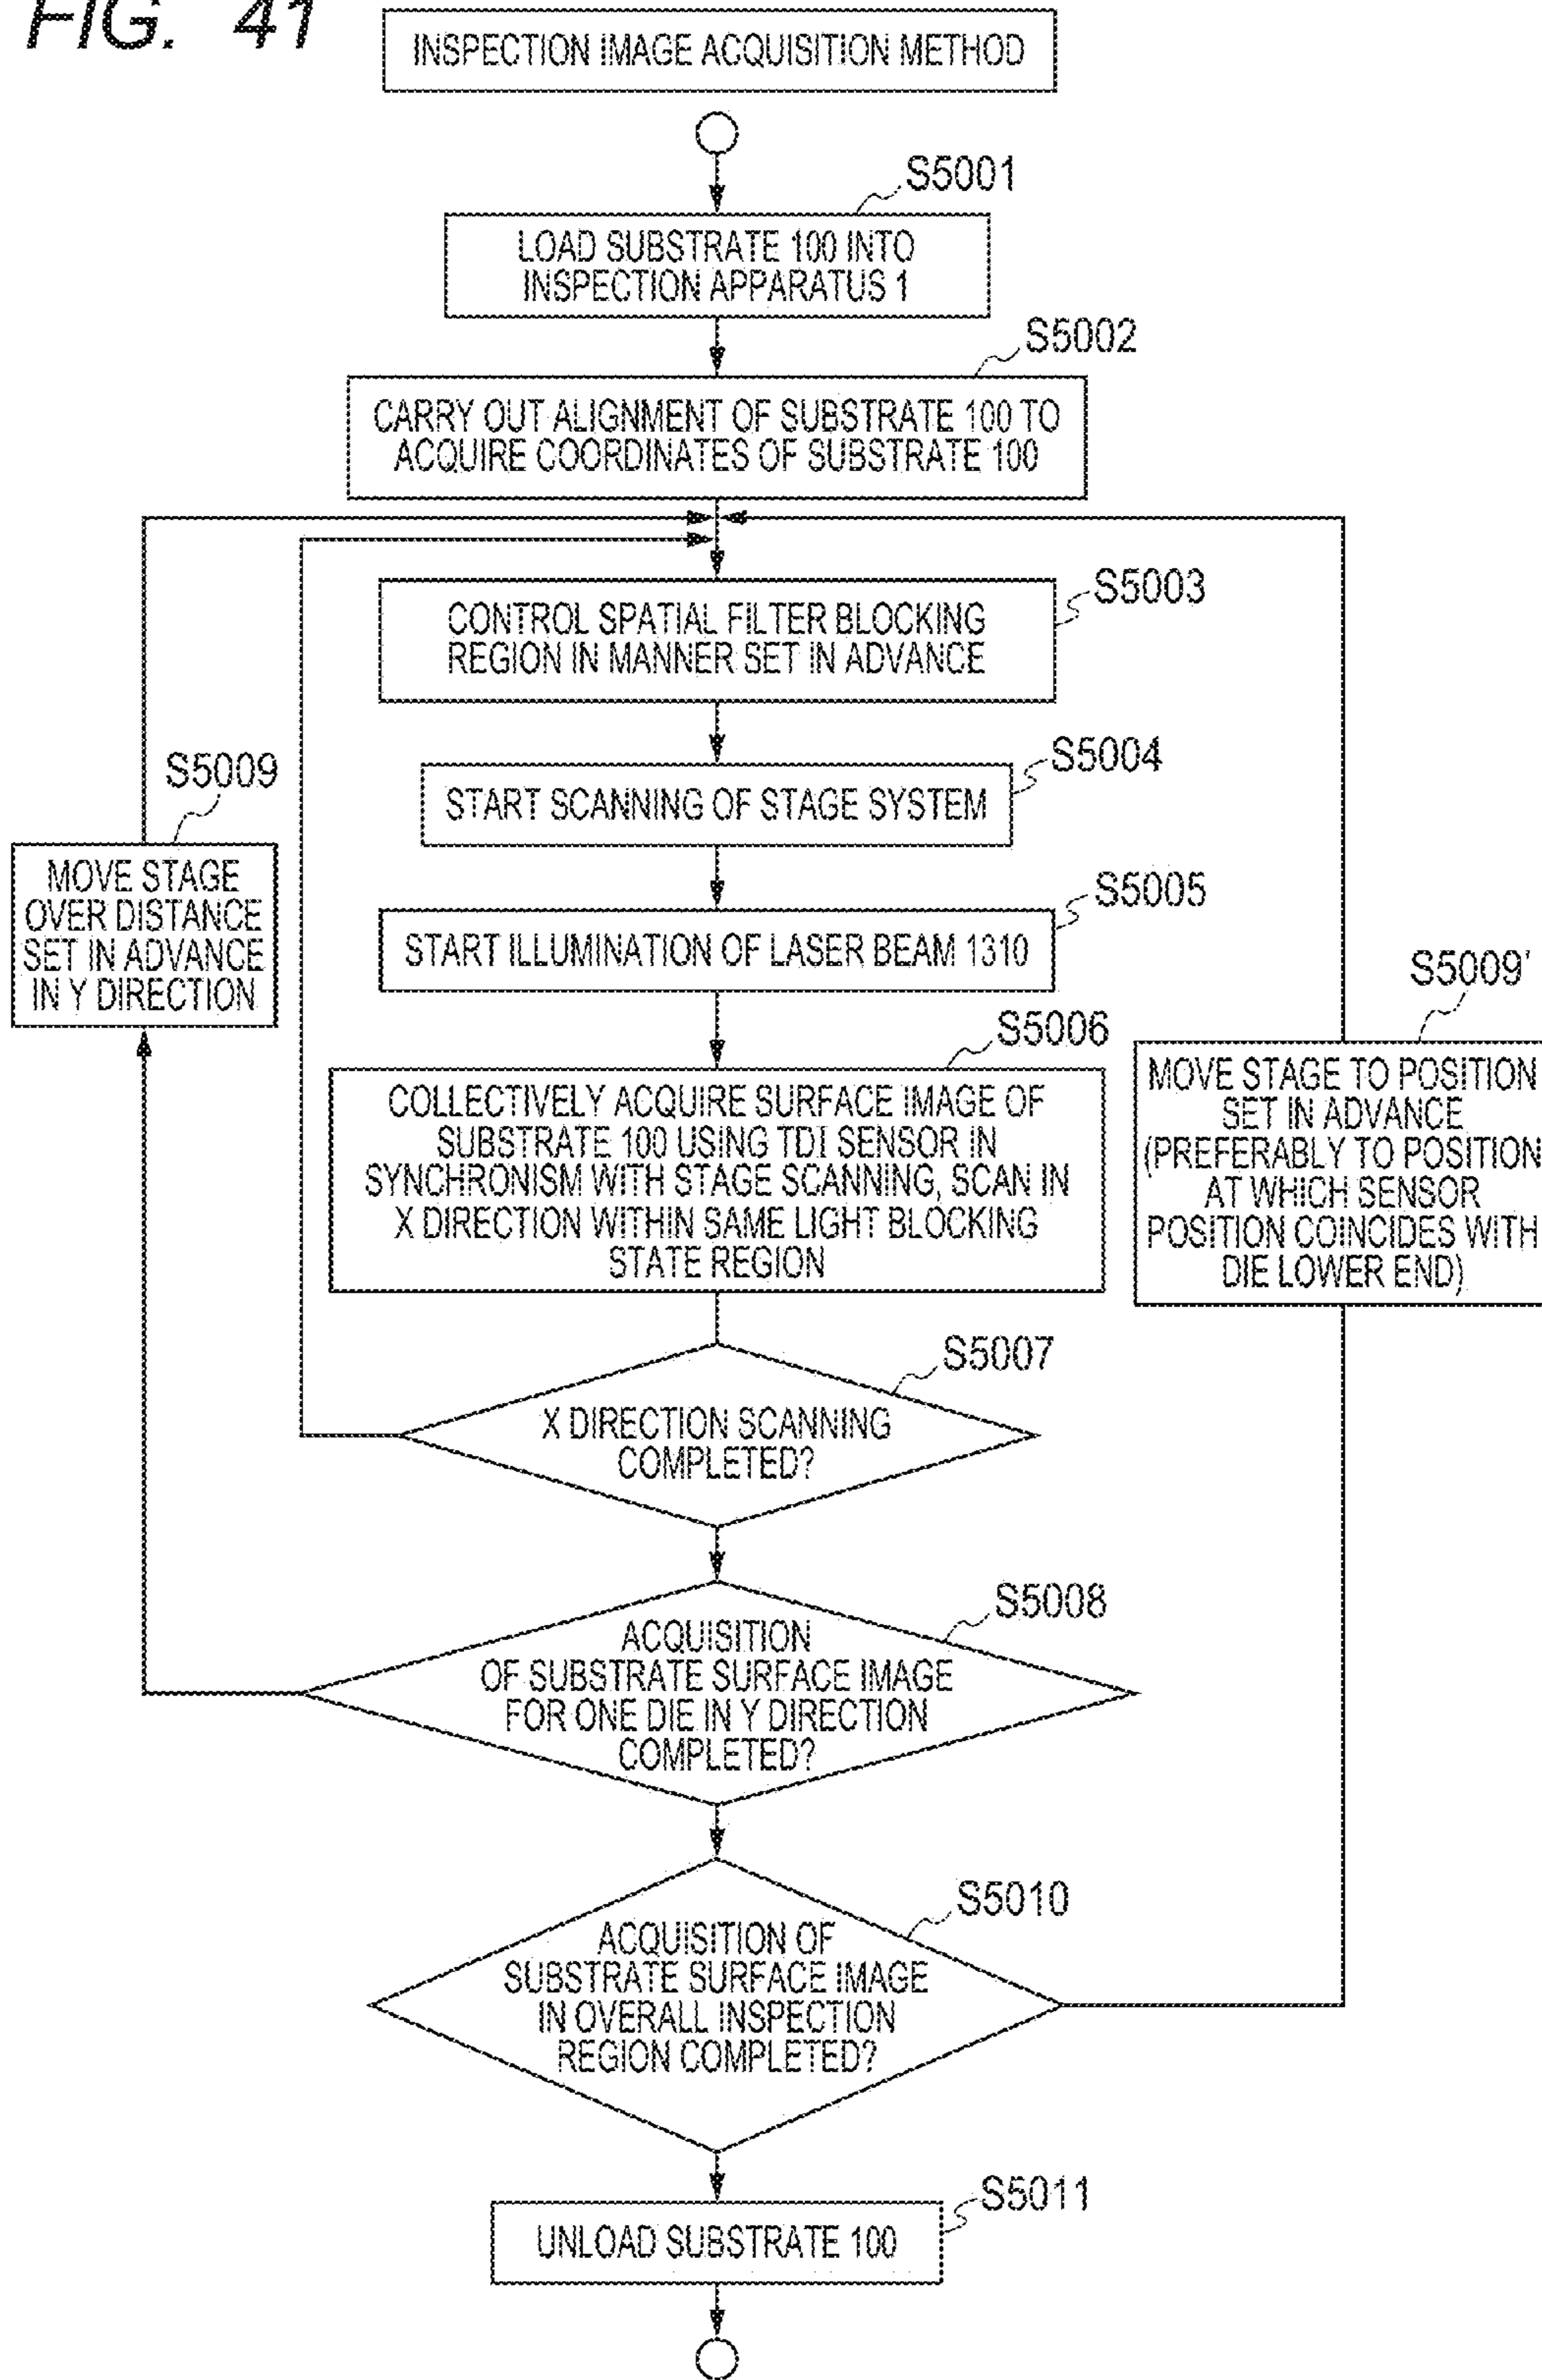 FIG. 41
INSPECTION IMAGE ACQUISITION METHOD
S5001
LOAD SUBSTRATE 100 INTO
INSPECTION APPARATUS 1
S5002
CARRY OUT ALIGNMENT OF SUBSTRATE 100 TO
ACQUIRE COORDINATES OF SUBSTRATE 100
S5003
CONTROL SPATIAL FILTER BLOCKING
REGION IN MANNER SET IN ADVANCE
S5004
START SCANNING OF STAGE SYSTEM
S5009
MOVE STAGE
OVER DISTANCE
SET IN ADVANCE
IN Y DIRECTION
S5005
START ILLUMINATION OF LASER BEAM 1310
S5009'
MOVE STAGE TO POSITION
SET IN ADVANCE
(PREFERABLY TO POSITION
AT WHICH SENSOR
POSITION COINCIDES WITH
DIE LOWER END)
S5006
COLLECTIVELY ACQUIRE SURFACE IMAGE OF
SUBSTRATE 100 USING TDI SENSOR IN
SYNCHRONISM WITH STAGE SCANNING, SCAN IN
X DIRECTION WITHIN SAME LIGHT BLOCKING
STATE REGION
S5007
X DIRECTION SCANNING
COMPLETED?
S5008
ACQUISITION
OF SUBSTRATE SURFACE IMAGE
FOR ONE DIE IN Y DIRECTION
COMPLETED?
S5010
ACQUISITION OF
SUBSTRATE SURFACE IMAGE
IN OVERALL INSPECTION
REGION COMPLETED?
S5011
UNLOAD SUBSTRATE 100